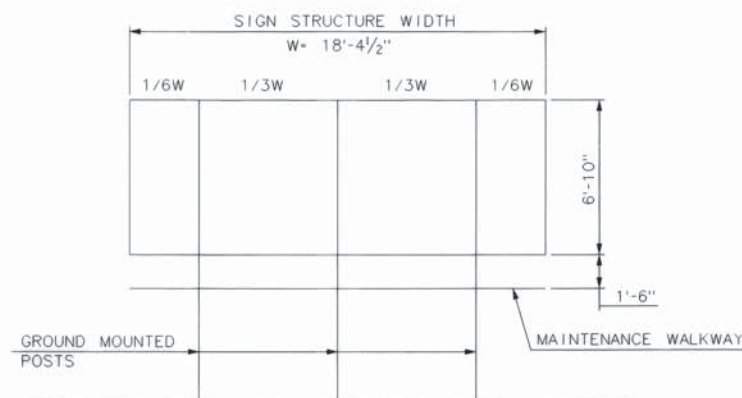 SIGN STRUCTURE WIDTH
W= 18'-4½"
1/6W 1/3W 1/3W 1/6W
6'-10"
1'-6"
GROUND MOUNTED
POSTS
MAINTENANCE WALKWAY